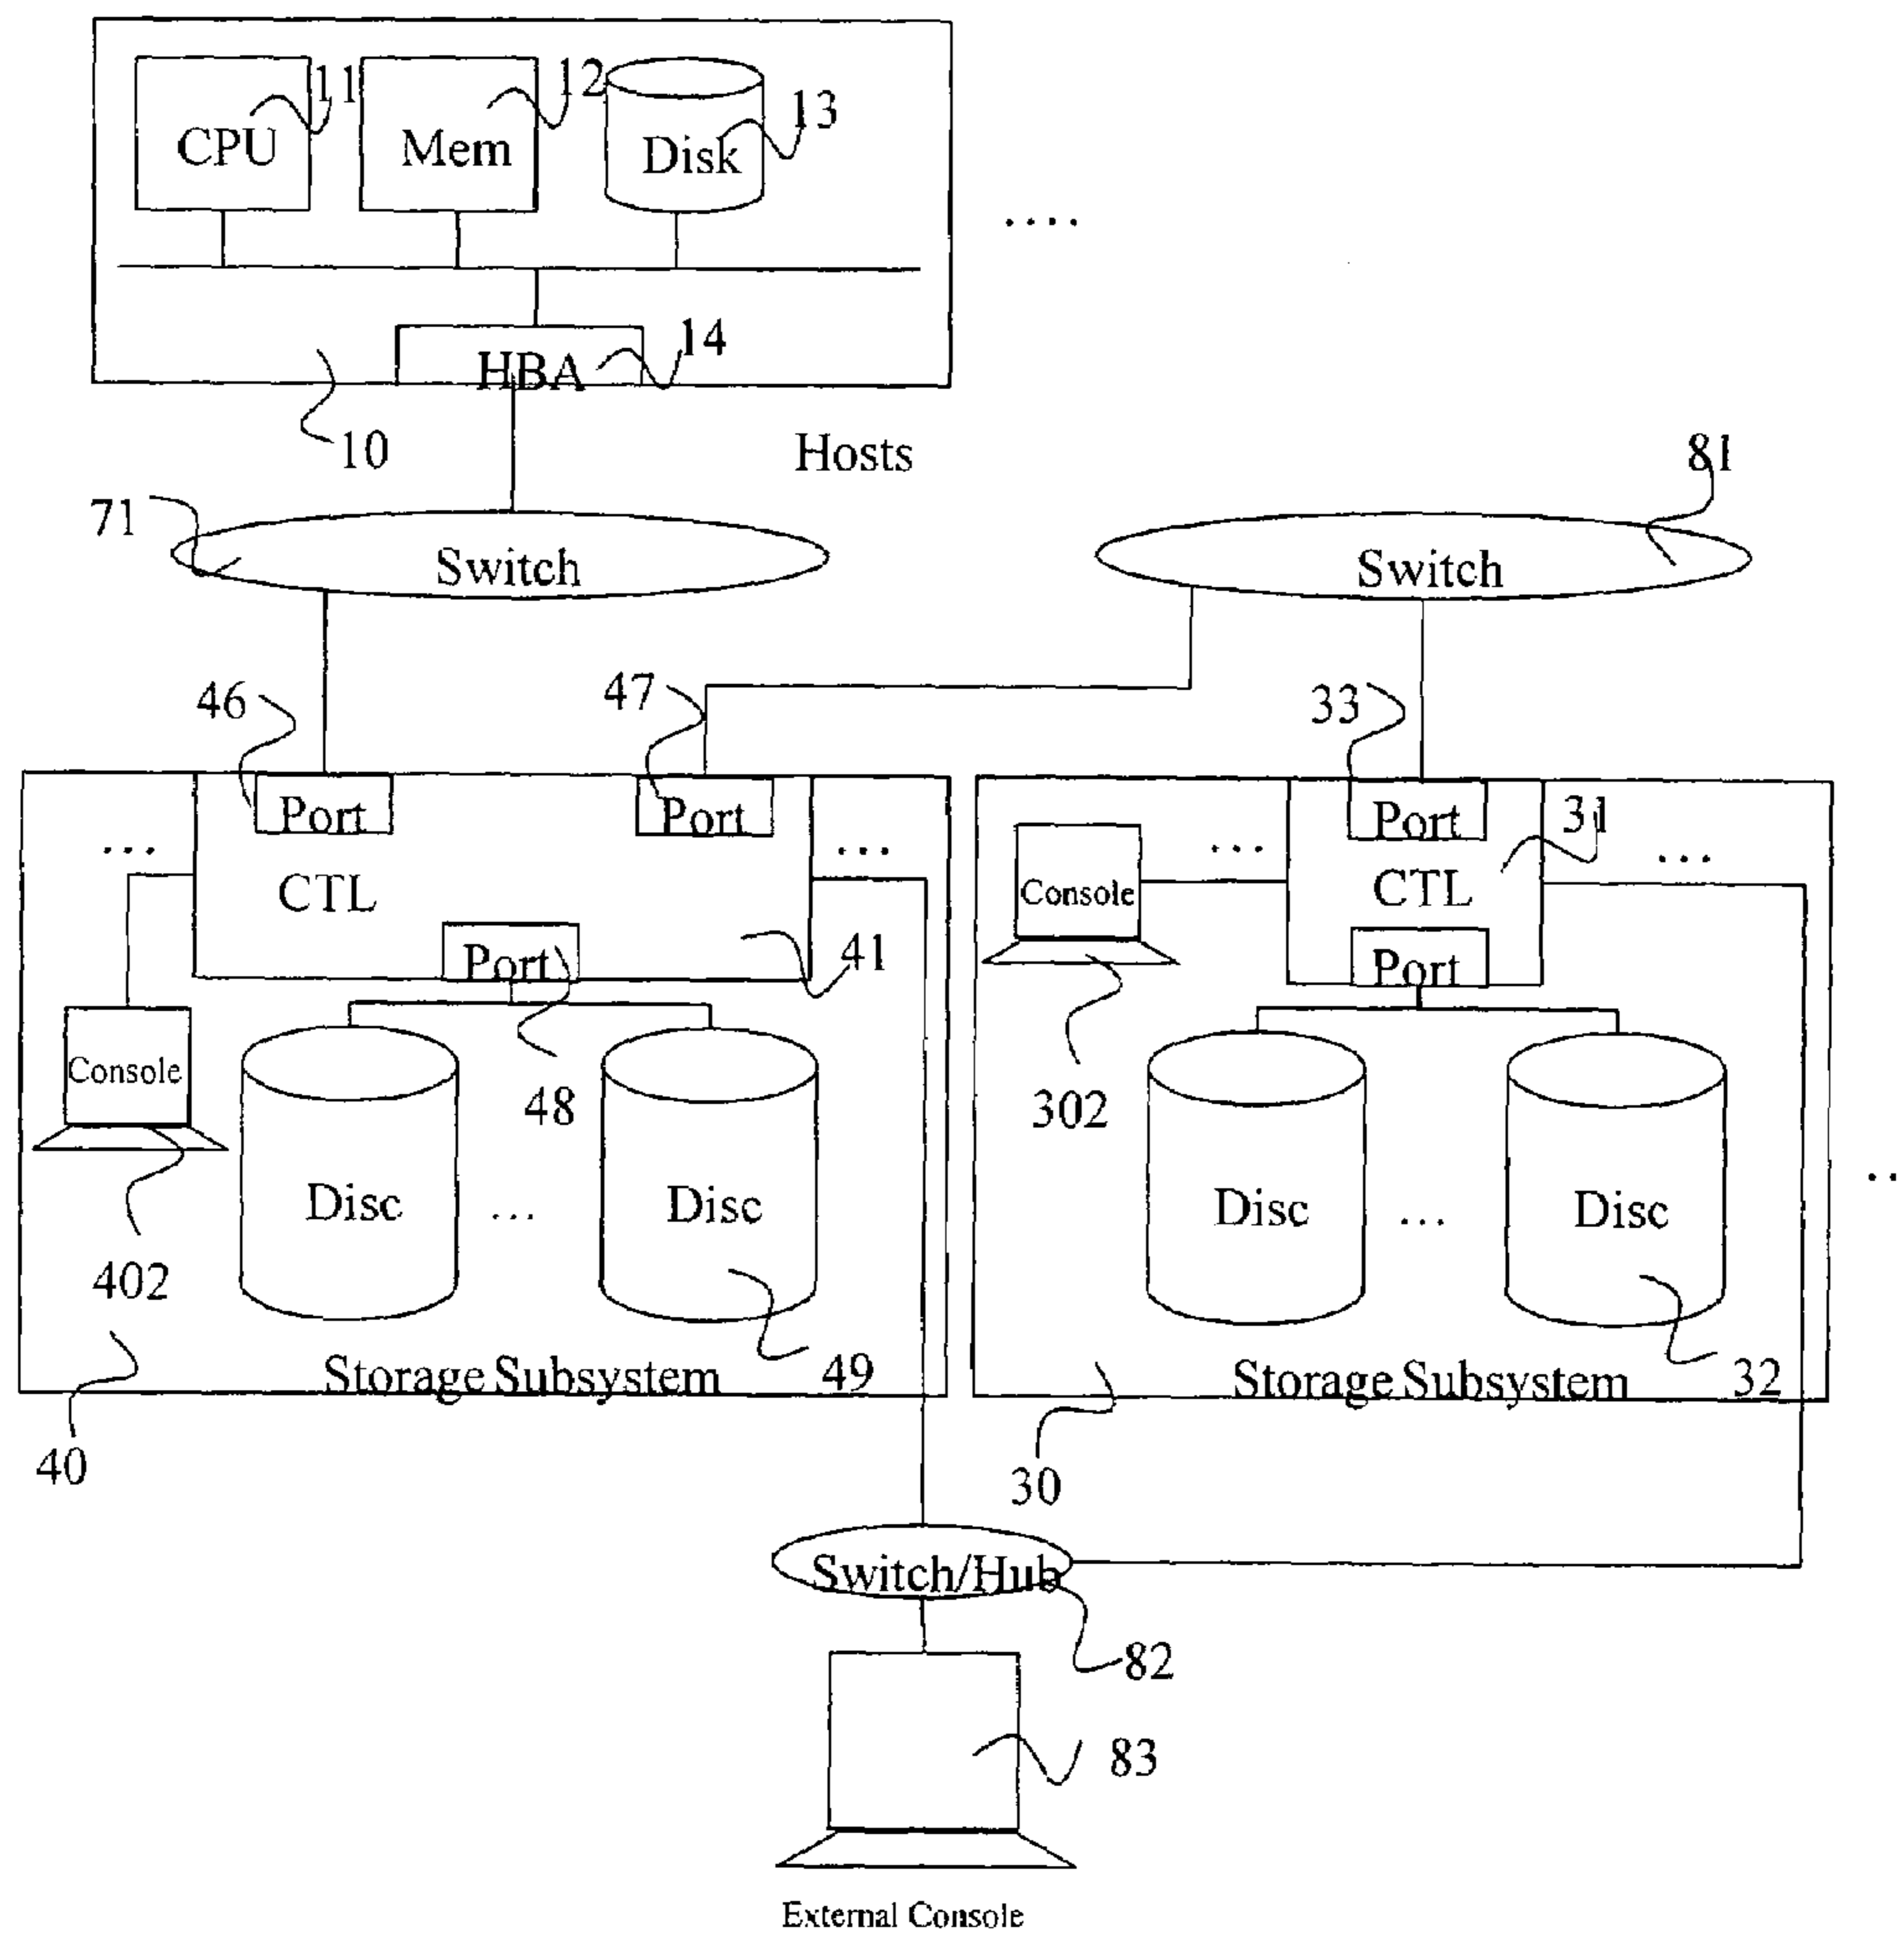 11
12
13
CPU
Mem
Disk
....
14
HBA
10
Hosts
81
71
Switch
Switch
46
47
33
Port
Port
Port
31
...
...
...
...
CTL
Console
CTL
41
Port
Port
Console
48
302
Disc
...
Disc
Disc
...
Disc
..
402
Storage Subsystem
49
Storage Subsystem
32
40
30
Switch/Hub
82
83
External Console